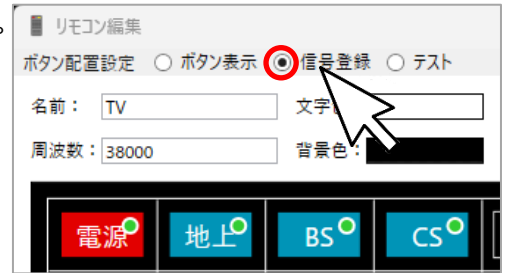 リモコン編集
ボタン配置設定 ボタン表示 信号登録 テスト
名前： TV 文字
周波数： 38000 背景色：
電源 地上 BS CS